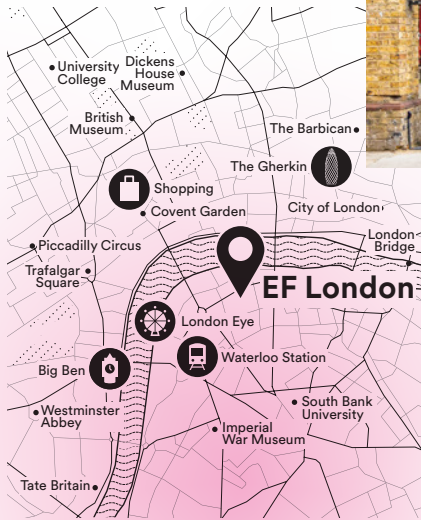 University
College
Dickens
House
Museum
British
Museum
The Barbican
The Gherkin
Shopping
City of London
Covent Garden
Piccadilly Circus
London
Bridge
Trafalgar
Square
EF London
London Eye
Waterloo Station
Big Ben
South Bank
University
Westminster
Abbey
Imperial
War Museum
Tate Britain